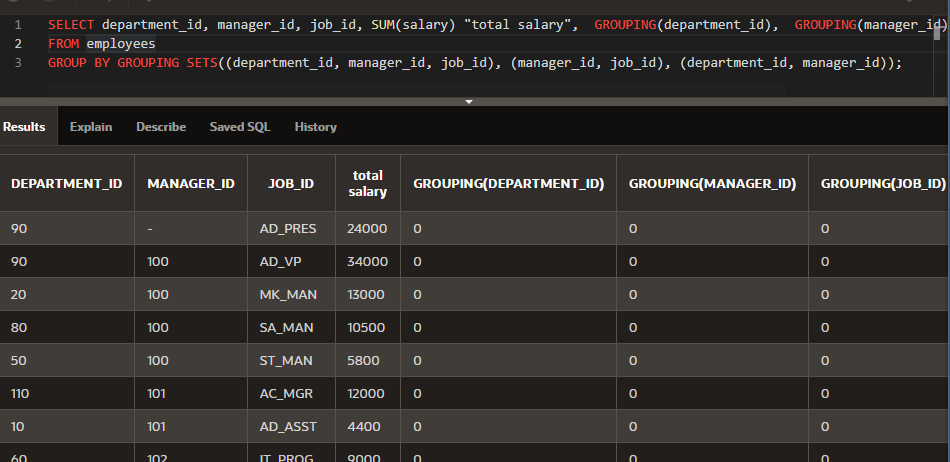 1 SELECT department_id, manager_id, job_id, SUM(salary) "total salary", GROUPING(department_id), GROUPING(manager_id)
2 FROM employees
3 GROUP BY GROUPING SETS((department_id, manager_id, job_id), (manager_id, job_id), (department_id, manager_id));
Results Explain Describe Saved SQL History
DEPARTMENT_ID MANAGER_ID JOB_ID total salary GROUPING(DEPARTMENT_ID) GROUPING(MANAGER_ID) GROUPING(JOB_ID)
90 - AD_PRES 24000 0 0 0
90 100 AD_VP 34000 0 0 0
20 100 MK_MAN 13000 0 0 0
80 100 SA_MAN 10500 0 0 0
50 100 ST_MAN 5800 0 0 0
110 101 AC_MGR 12000 0 0 0
10 101 AD_ASST 4400 0 0 0
60 102 IT_PROG 9000 0 0 0